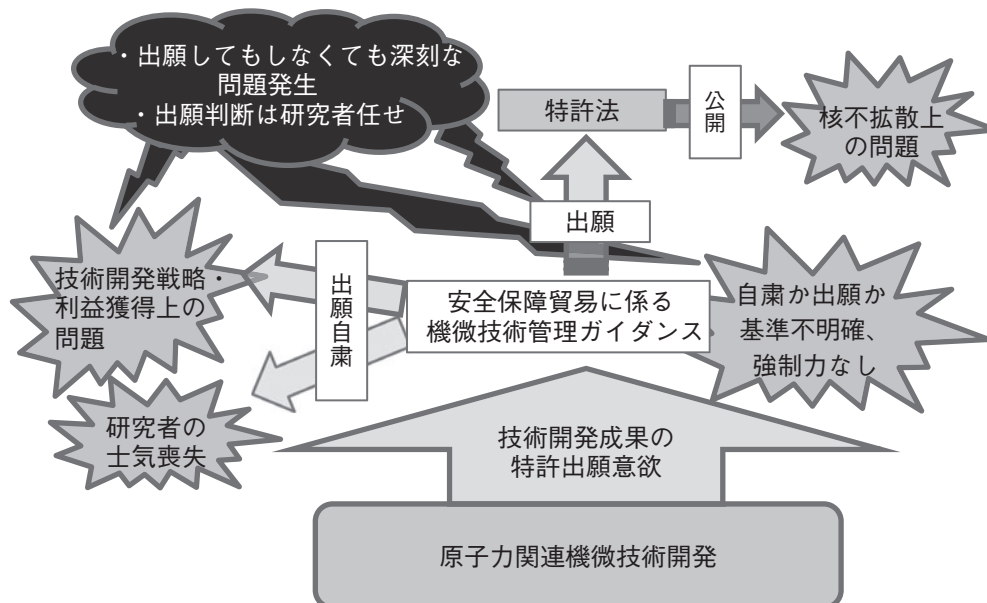 ・出願してもしなくても深刻な
問題発生
・出願判断は研究者任せ
特許法
公開
核不拡散上
の問題
出願
技術開発戦略・
利益獲得上の
問題
出願自粛
安全保障貿易に係る
機微技術管理ガイダンス
自粛か出願か
基準不明確、
強制力なし
研究者の
士気喪失
技術開発成果の
特許出願意欲
原子力関連機微技術開発